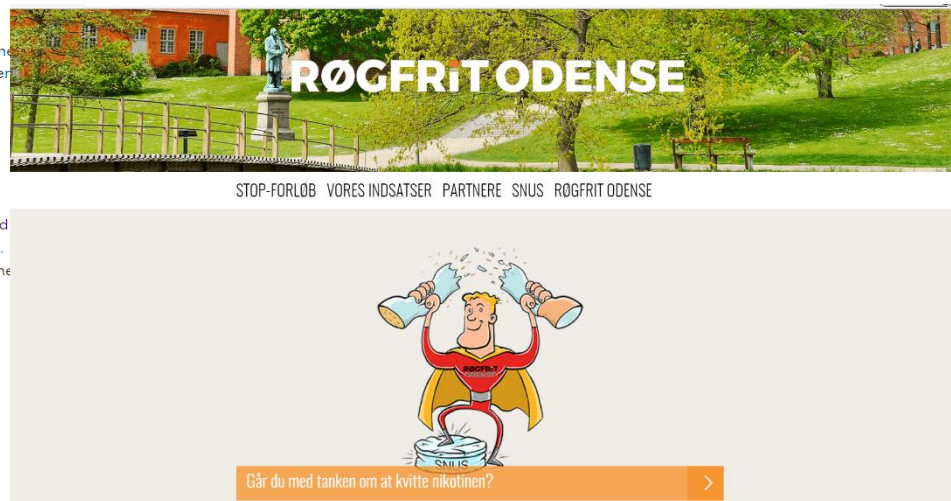 RØGFRiT ODENSE
STOP-FORLØB VORES INDSATSER PARTNERE SNUS RØGFRIT ODENSE
RØGFRiT
ODENSE
SNUS
Går du med tanken om at kvitte nikotinen?